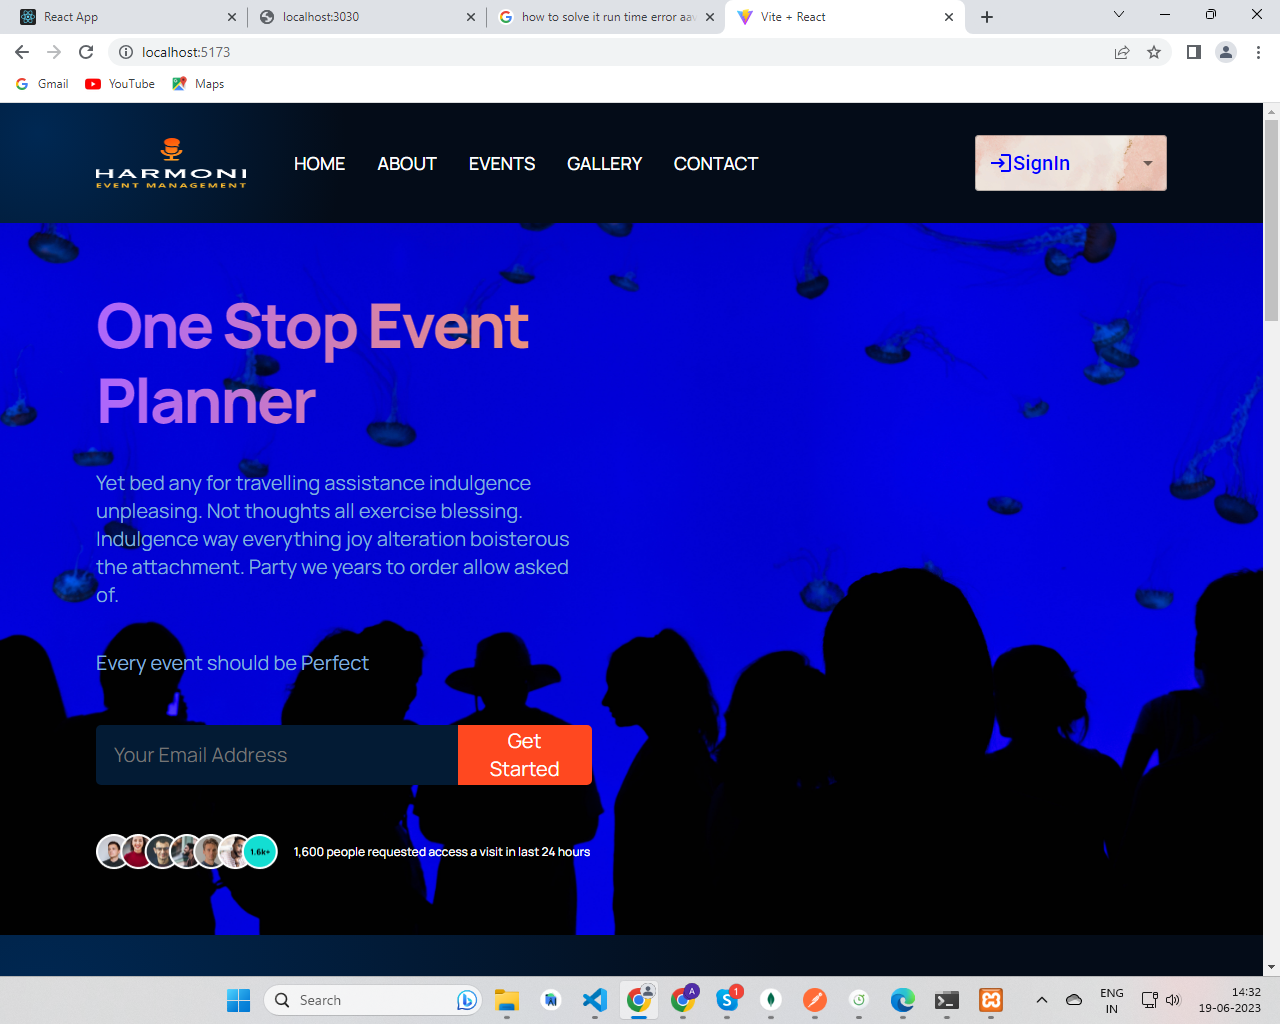 React App
localhost:3030
how to solve it run time error aav
Vite + React
localhost:5173
Gmail
YouTube
Maps
HARMONI
EVENT MANAGEMENT
HOME
ABOUT
EVENTS
GALLERY
CONTACT
SignIn
One Stop Event
Planner
Yet bed any for travelling assistance indulgence
unpleasing. Not thoughts all exercise blessing.
Indulgence way everything joy alteration boisterous
the attachment. Party we years to order allow asked
of.
Every event should be Perfect
Your Email Address
Get
Started
1.6k+
1,600 people requested access a visit in last 24 hours
Search
A
1
ENG
IN
14:32
19-06-2023